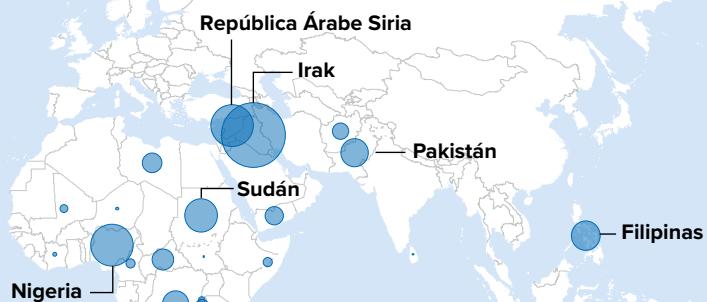 República Árabe Siria
Irak
Pakistán
Sudán
Filipinas
Nigeria